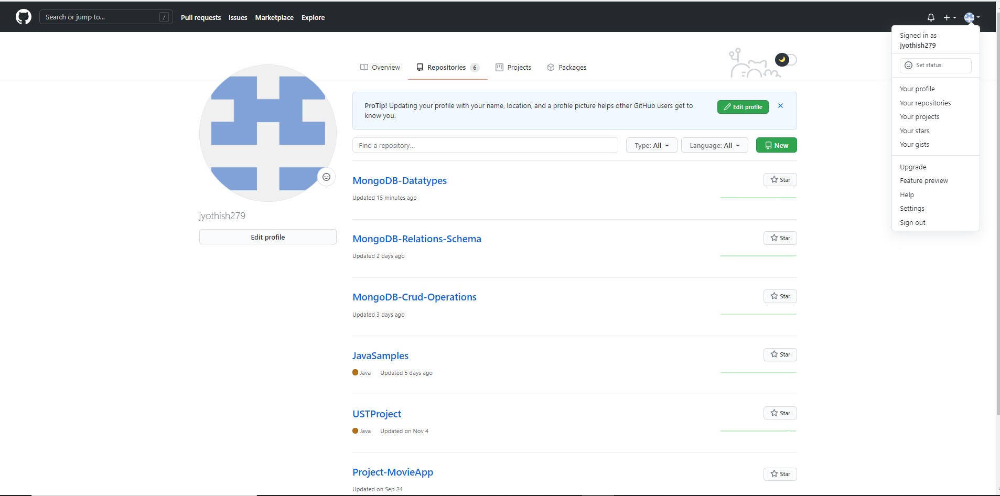 Search or jump to... /
Pull requests Issues Marketplace Explore
Signed in as
jyothish279
Set status
Your profile
Your repositories
Your projects
Your stars
Your gists
Upgrade
Feature preview
Help
Settings
Sign out
Overview Repositories 6 Projects Packages
jyothish279
Edit profile
ProTip! Updating your profile with your name, location, and a profile picture helps other GitHub users get to
know you.
Edit profile
Find a repository... Type: All Language: All New
MongoDB-Datatypes Star
Updated 15 minutes ago
MongoDB-Relations-Schema Star
Updated 2 days ago
MongoDB-Crud-Operations Star
Updated 3 days ago
JavaSamples Star
Java Updated 5 days ago
USTProject Star
Java Updated on Nov 4
Project-MovieApp Star
Updated on Sep 24